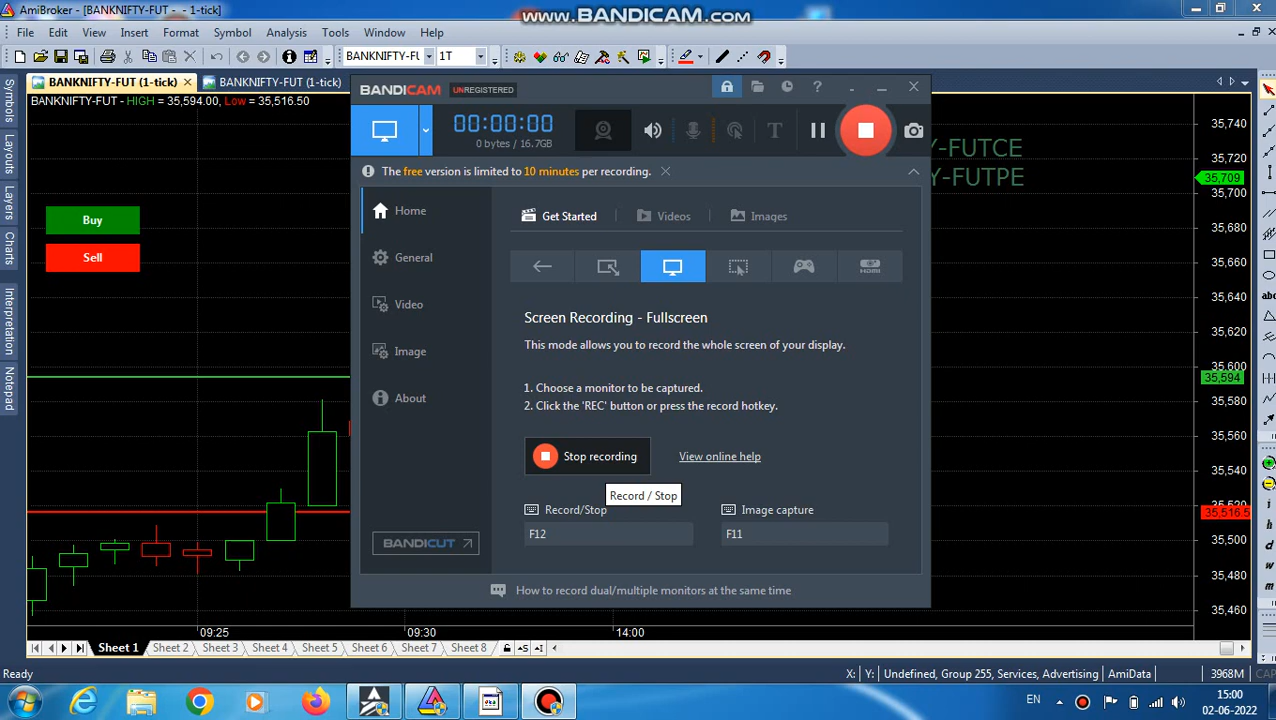 AmiBroker - [BANKNIFTY-FUT - - 1-tick]
www.BANDICAM.com
File Edit View Insert Format Symbol Analysis Tools Window Help
BANKNIFTY-FU 1T
BANKNIFTY-FUT (1-tick) BANKNIFTY-FUT (1-tick)
BANKNIFTY-FUT - HIGH = 35,594.00, Low = 35,516.50
Symbols
Layouts
Layers
Charts
Interpretation
Notepad
Buy
Sell
BANDICAM UNREGISTERED
00:00:00
0 bytes / 16.7GB
The free version is limited to 10 minutes per recording.
Home
General
Video
Image
About
BANDICUT
Get Started Videos Images
HDMI
Screen Recording - Fullscreen
This mode allows you to record the whole screen of your display.
1. Choose a monitor to be captured.
2. Click the 'REC' button or press the record hotkey.
Stop recording View online help
Record / Stop
Record/Stop Image capture
F12 F11
How to record dual/multiple monitors at the same time
Y-FUTCE
Y-FUTPE
35,740
35,720
35,709
35,700
35,680
35,660
35,640
35,620
35,600
35,594
35,580
35,560
35,540
35,520
35,516.5
35,500
35,480
35,460
abc
09:25 09:30 14:00
Sheet 1 Sheet 2 Sheet 3 Sheet 4 Sheet 5 Sheet 6 Sheet 7 Sheet 8
Ready X: Y: Undefined, Group 255, Services, Advertising AmiData 3968M CAP
EN 15:00
02-06-2022